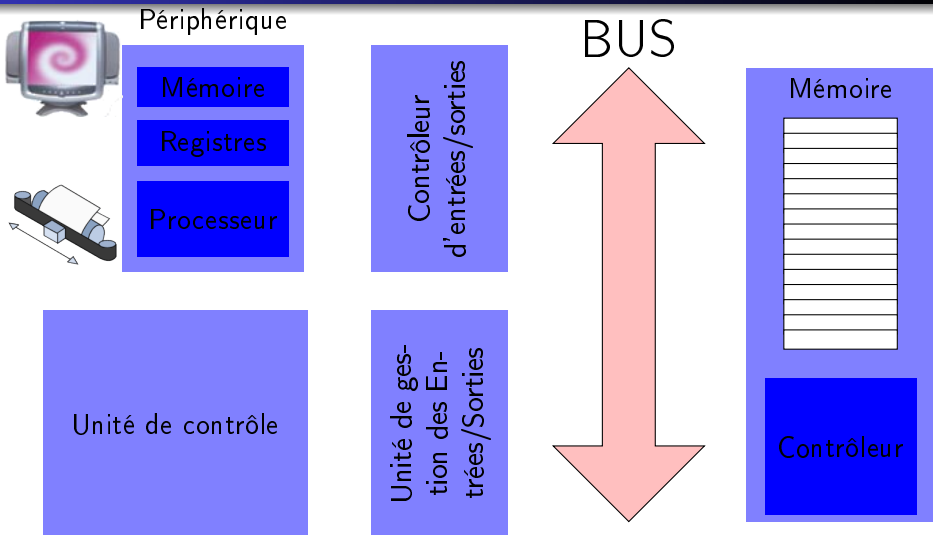 Périphérique
Mémoire
Registres
Processeur
Contrôleur
d'entrées/sorties
BUS
Mémoire
Contrôleur
Unité de contrôle
Unité de ges-
tion des En-
trées/Sorties